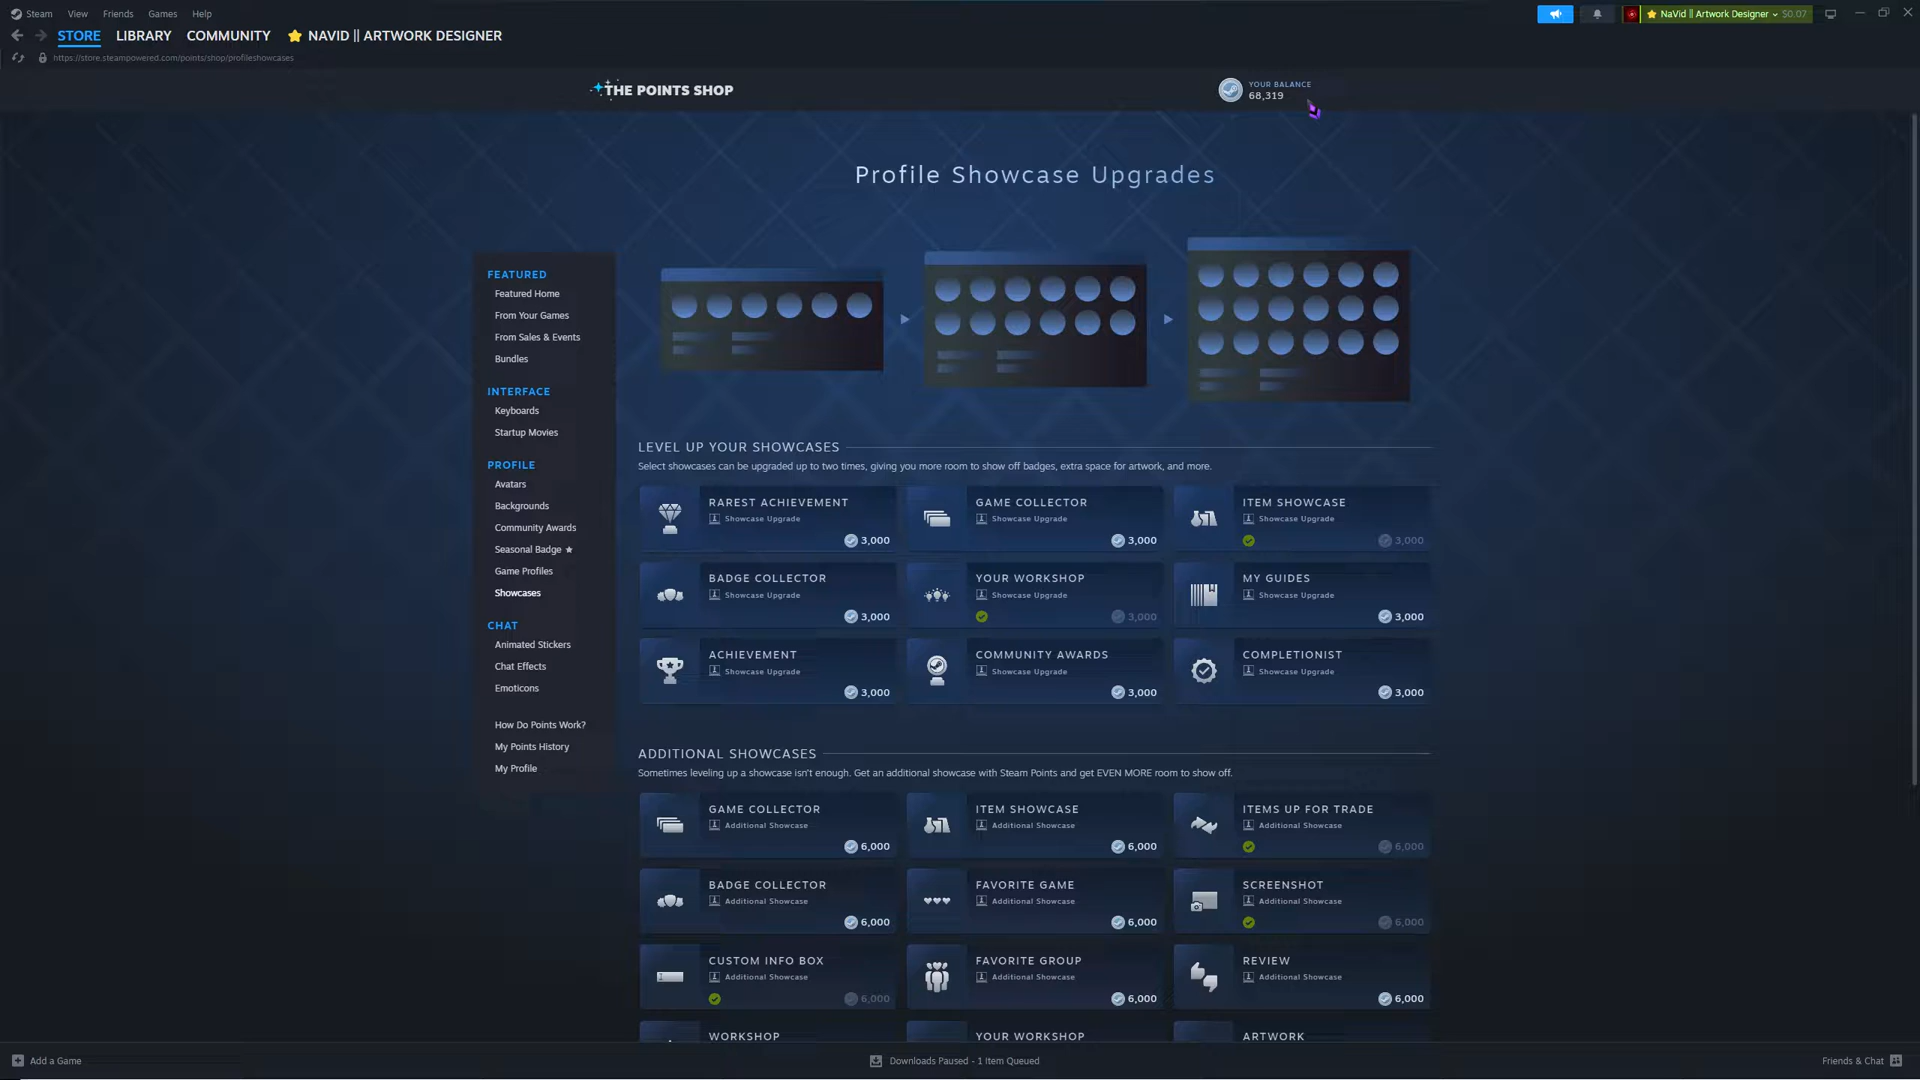 Steam View Friends Games Help
NaVid || Artwork Designer $0.07
STORE LIBRARY COMMUNITY NAVID || ARTWORK DESIGNER
https://store.steampowered.com/points/shop/profileshowcases
THE POINTS SHOP
YOUR BALANCE
68,319
Profile Showcase Upgrades
FEATURED
Featured Home
From Your Games
From Sales & Events
Bundles
INTERFACE
Keyboards
Startup Movies
PROFILE
Avatars
Backgrounds
Community Awards
Seasonal Badge
Game Profiles
Showcases
CHAT
Animated Stickers
Chat Effects
Emoticons
How Do Points Work?
My Points History
My Profile
LEVEL UP YOUR SHOWCASES
Select showcases can be upgraded up to two times, giving you more room to show off badges, extra space for artwork, and more.
RAREST ACHIEVEMENT
Showcase Upgrade
3,000
GAME COLLECTOR
Showcase Upgrade
3,000
ITEM SHOWCASE
Showcase Upgrade
3,000
BADGE COLLECTOR
Showcase Upgrade
3,000
YOUR WORKSHOP
Showcase Upgrade
3,000
MY GUIDES
Showcase Upgrade
3,000
ACHIEVEMENT
Showcase Upgrade
3,000
COMMUNITY AWARDS
Showcase Upgrade
3,000
COMPLETIONIST
Showcase Upgrade
3,000
ADDITIONAL SHOWCASES
Sometimes leveling up a showcase isn't enough. Get an additional showcase with Steam Points and get EVEN MORE room to show off.
GAME COLLECTOR
Additional Showcase
6,000
ITEM SHOWCASE
Additional Showcase
6,000
ITEMS UP FOR TRADE
Additional Showcase
6,000
BADGE COLLECTOR
Additional Showcase
6,000
FAVORITE GAME
Additional Showcase
6,000
SCREENSHOT
Additional Showcase
6,000
CUSTOM INFO BOX
Additional Showcase
6,000
FAVORITE GROUP
Additional Showcase
6,000
REVIEW
Additional Showcase
6,000
WORKSHOP
YOUR WORKSHOP
ARTWORK
Add a Game
Downloads Paused - 1 Item Queued
Friends & Chat